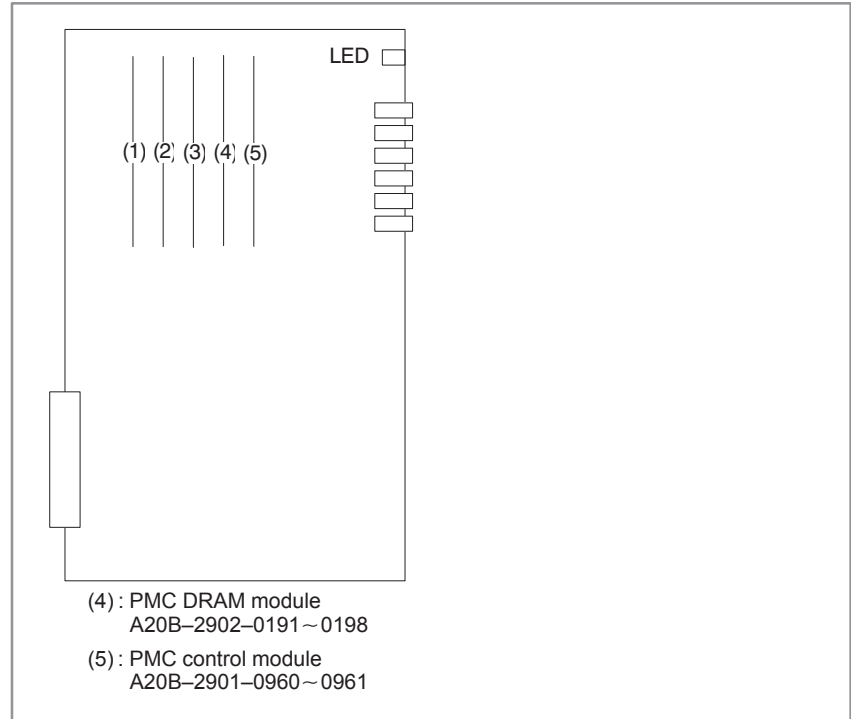 LED
(1) (2) (3) (4) (5)
(4) : PMC DRAM module
A20B–2902–0191~0198
(5) : PMC control module
A20B–2901–0960~0961